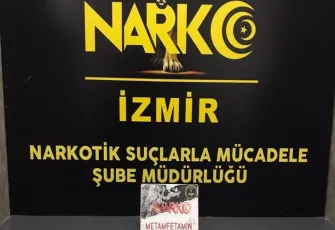 NARKO
İZMİR
NARKOTİK SUÇLARLA MÜCADELE
ŞUBE MÜDÜRLÜĞÜ
NARKO
METAMFETAMİN